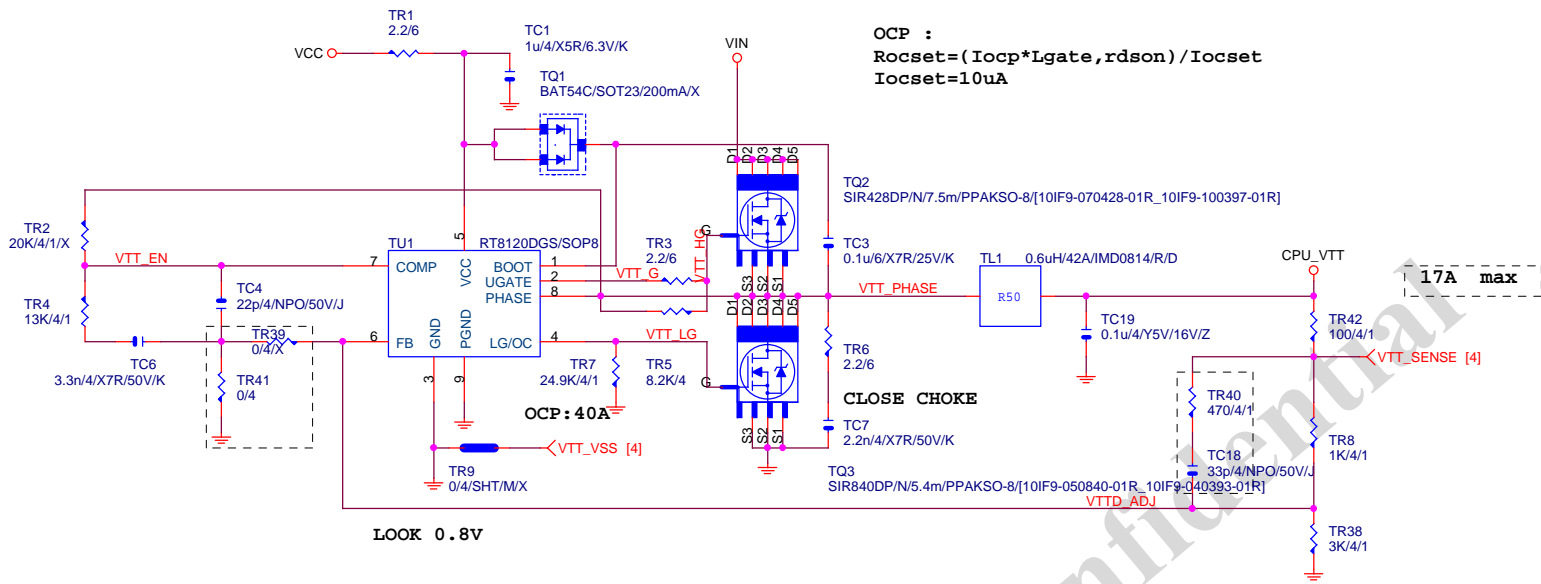 TR1
2.2/6
VCC
TC1
1u/4/X5R/6.3V/K
TQ1
BAT54C/SOT23/200mA/X
VIN
OCP :
Rocset=(Iocp*Lgate,rdson)/Iocset
Iocset=10uA
D1 D2 D3 D4 D5
TQ2
SIR428DP/N/7.5m/PPAKSO-8/[10IF9-070428-01R_10IF9-100397-01R]
G
S3 S2 S1
TR2
20K/4/1/X
VTT_EN
TU1
RT8120DGS/SOP8
5
VCC
7
COMP
BOOT
1
UGATE
2
PHASE
8
6
FB
LG/OC
4
GND
3
PGND
9
TR3
2.2/6
VTT_G
VTT_HG
TC3
0.1u/6/X7R/25V/K
TL1
0.6uH/42A/IMD0814/R/D
R50
CPU_VTT
17A max
VTT_PHASE
TR4
13K/4/1
TC4
22p/4/NPO/50V/J
TR39
0/4/X
TC6
3.3n/4/X7R/50V/K
TR41
0/4
VTT_LG
TR7
24.9K/4/1
TR5
8.2K/4
D1 D2 D3 D4 D5
G
S3 S2 S1
TR6
2.2/6
TC19
0.1u/4/Y5V/16V/Z
TR42
100/4/1
VTT_SENSE [4]
CLOSE CHOKE
OCP:40A
TC7
2.2n/4/X7R/50V/K
TR40
470/4/1
TR8
1K/4/1
VTT_VSS [4]
TR9
0/4/SHT/M/X
TQ3
SIR840DP/N/5.4m/PPAKSO-8/[10IF9-050840-01R_10IF9-040393-01R]
TC18
33p/4/NPO/50V/J
VTTD_ADJ
LOOK 0.8V
TR38
3K/4/1
nfidential